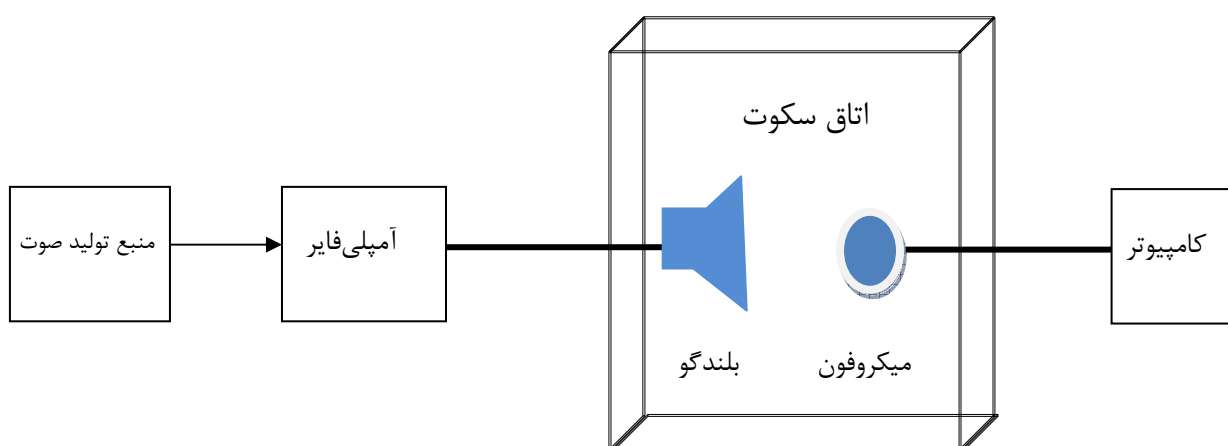 اتاق سکوت
منبع تولید صوت
آمپلی‌فایر
کامپیوتر
بلندگو
میکروفون